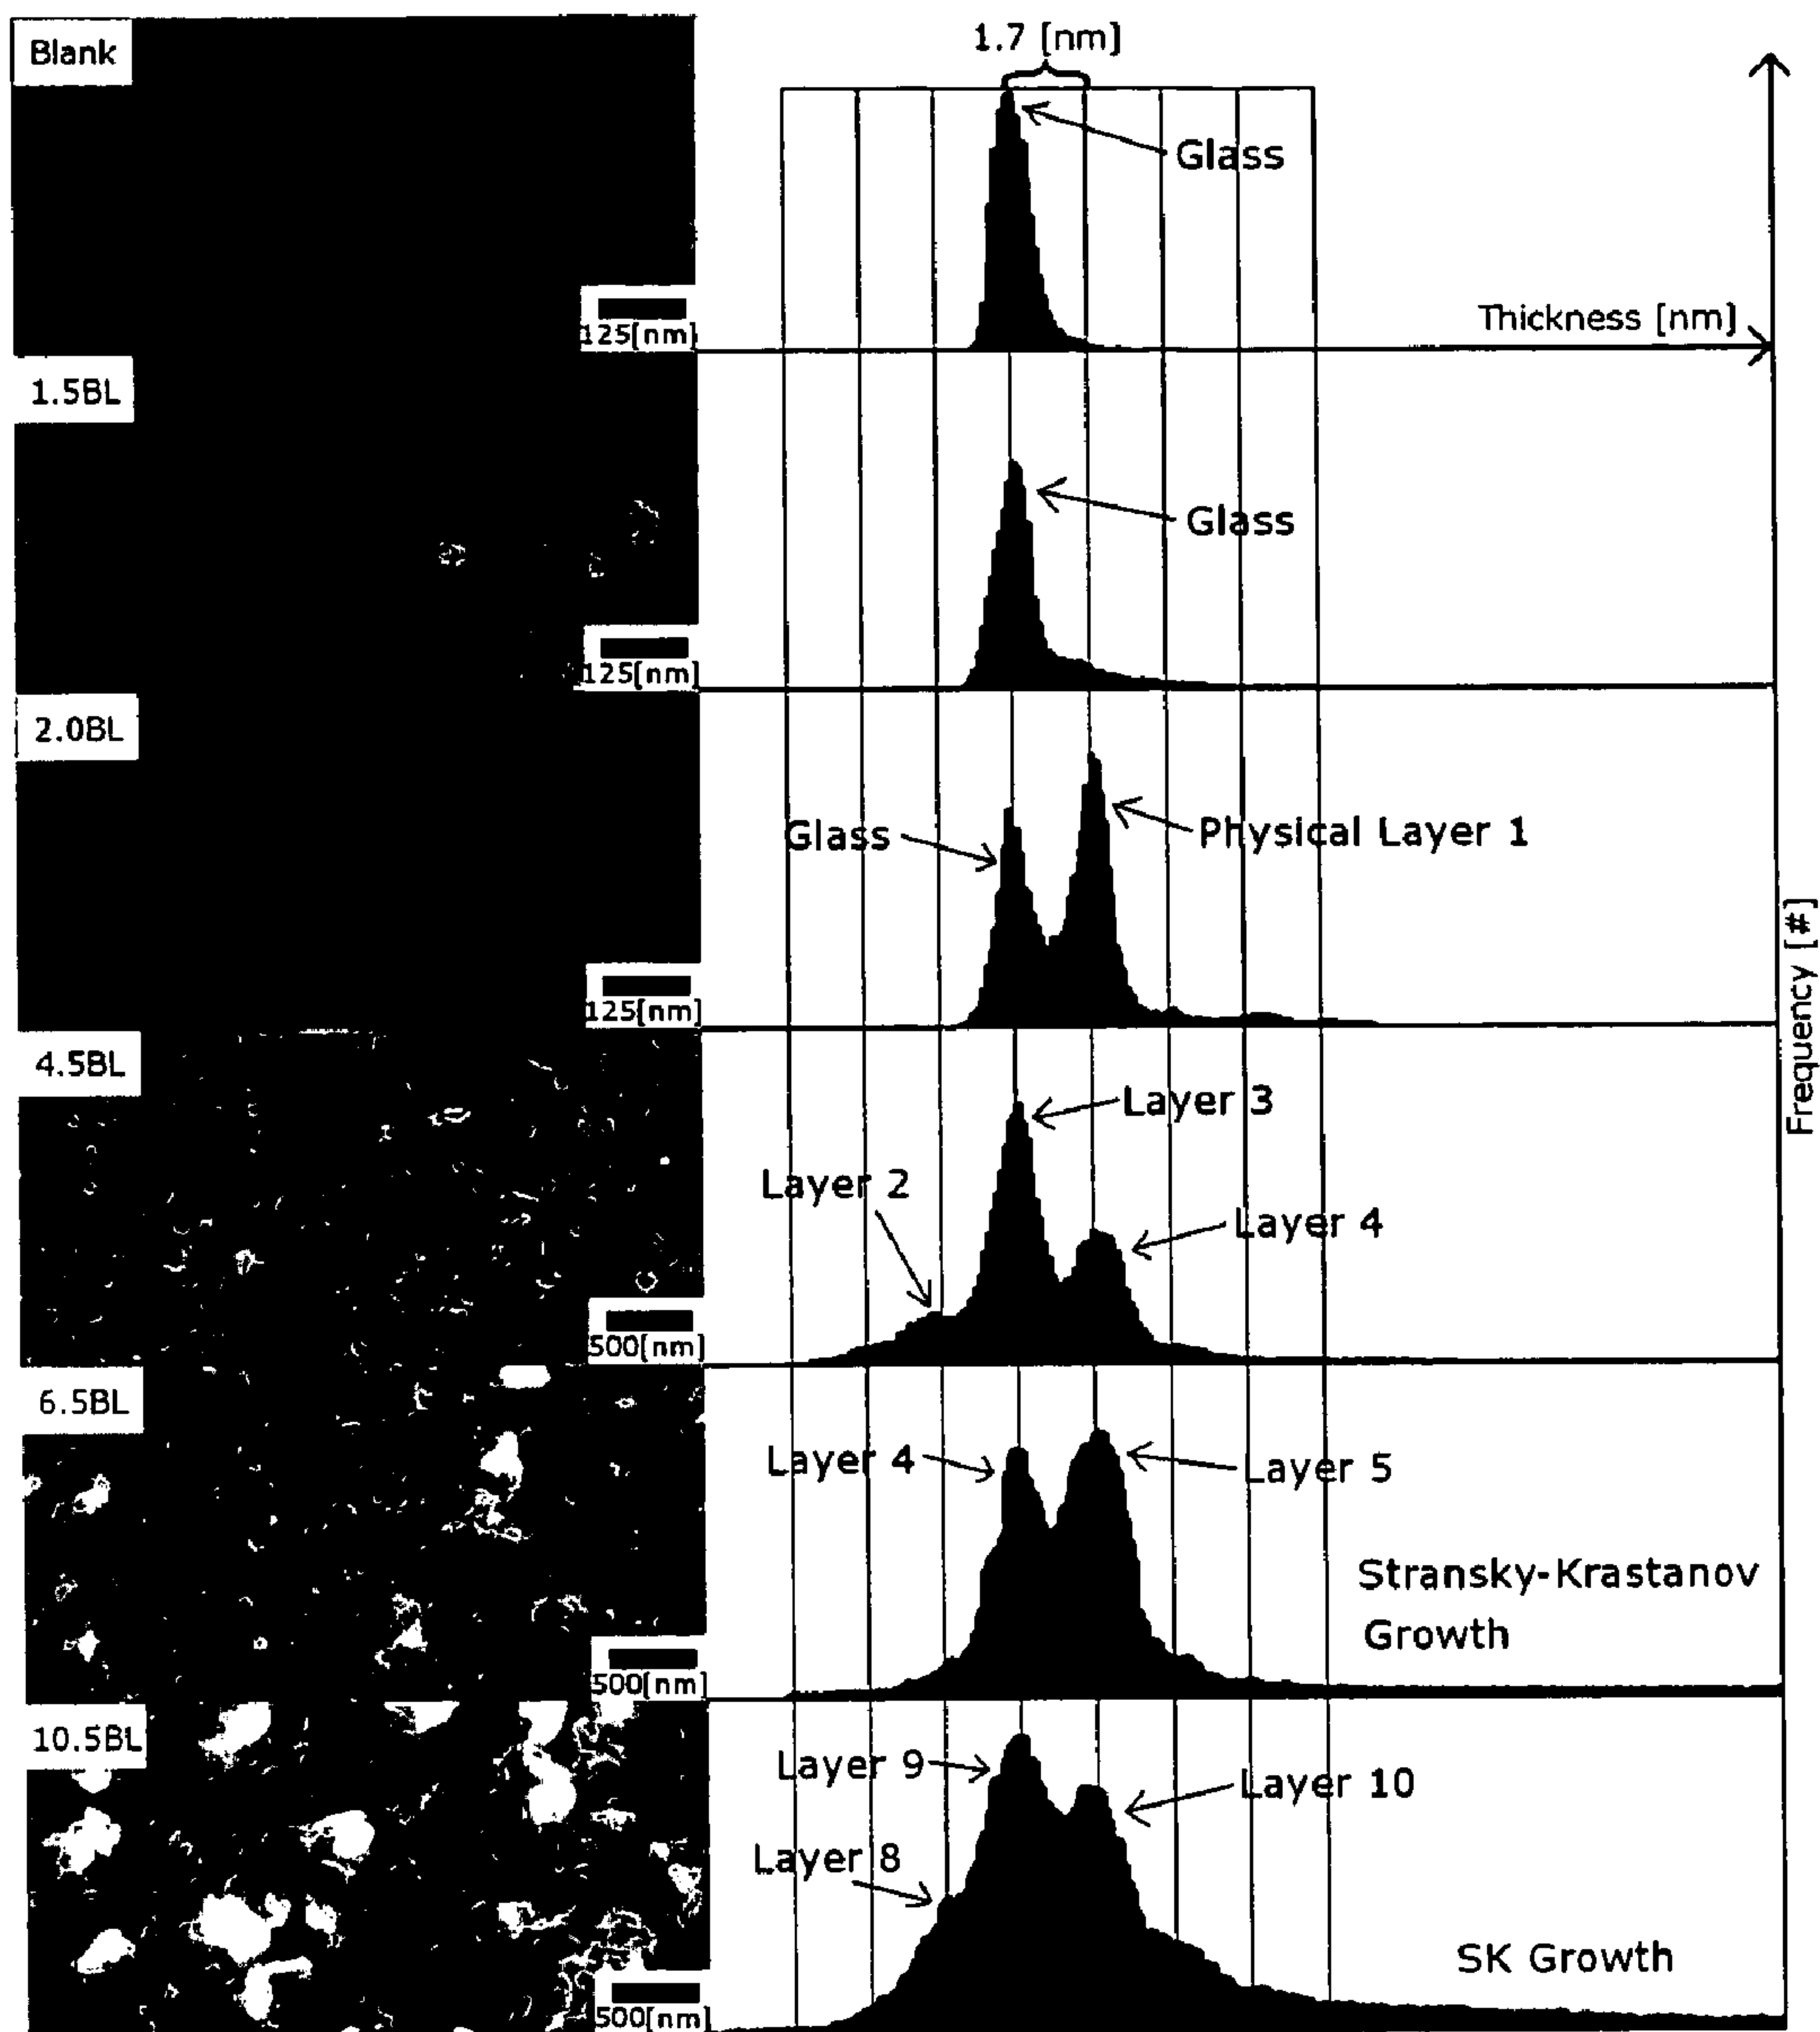 Blank
1.7 [nm]
Glass
125[nm]
Thickness [nm]
1.5BL
Glass
125[nm]
2.0BL
Glass
Physical Layer 1
125[nm]
Frequency [#]
4.5BL
Layer 3
Layer 2
Layer 4
500[nm]
6.5BL
Layer 4
Layer 5
Stransky-Krastanov
Growth
500[nm]
10.5BL
Layer 9
Layer 10
Layer 8
SK Growth
500[nm]